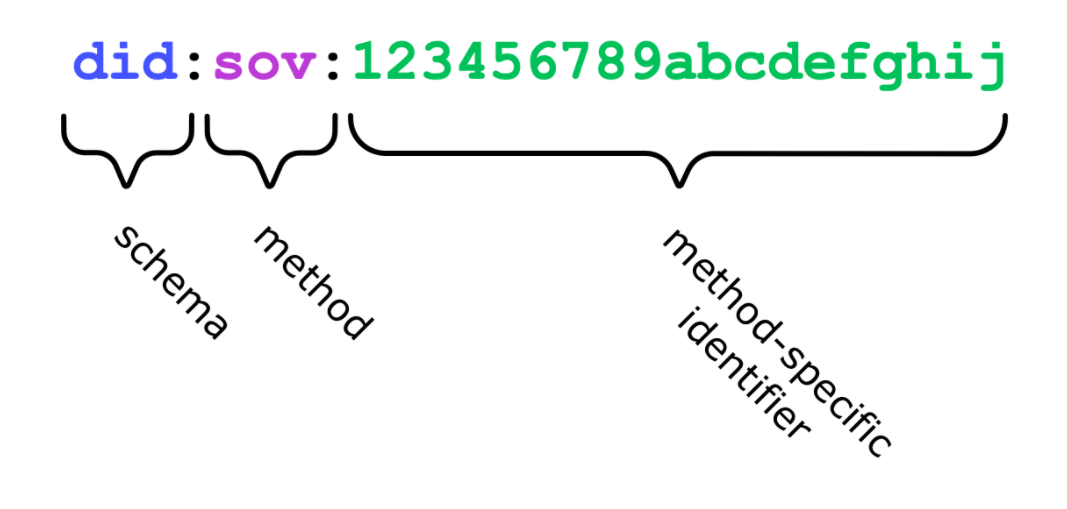 did:sov:123456789abcdefghij
schema
method
method-specific
identifier